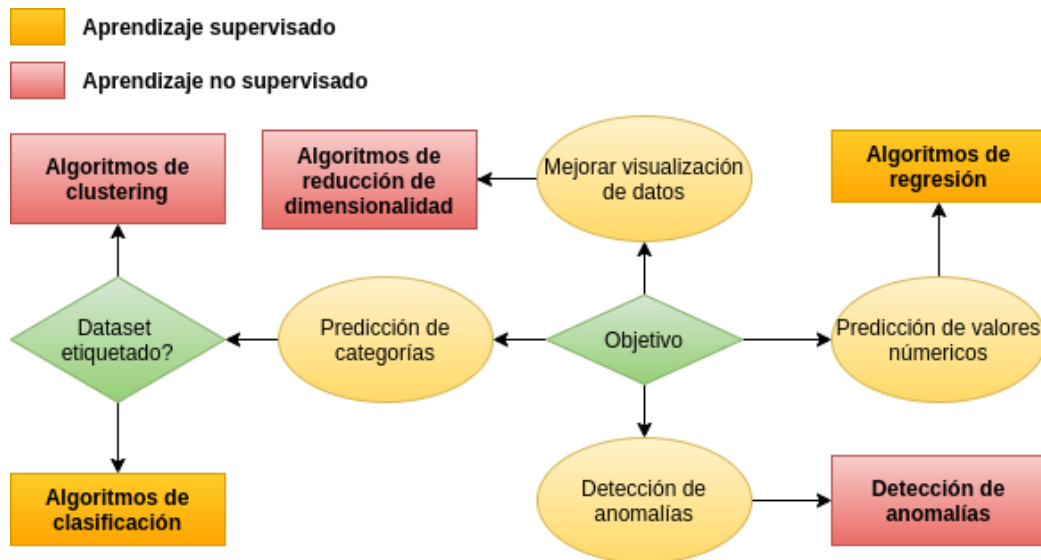 Aprendizaje supervisado
Aprendizaje no supervisado
Algoritmos de
clustering
Algoritmos de
reducción de
dimensionalidad
Mejorar visualización
de datos
Algoritmos de
regresión
Dataset
etiquetado?
Predicción de
categorías
Objetivo
Predicción de valores
númericos
Algoritmos de
clasificación
Detección de
anomalías
Detección de
anomalías